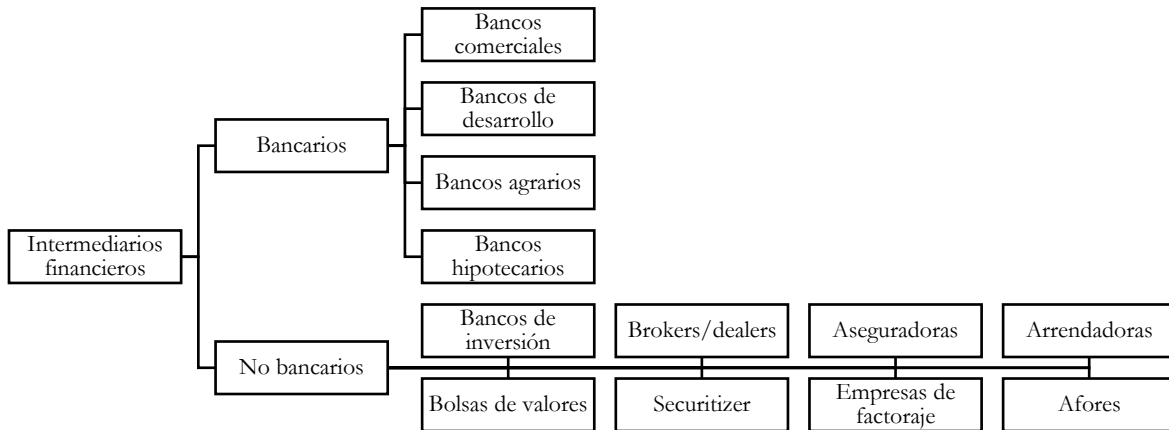 Bancos
comerciales
Bancos de
desarrollo
Bancarios
Bancos agrarios
Intermediarios
financieros
Bancos
hipotecarios
Bancos de
inversión
Brokers/dealers
Aseguradoras
Arrendadoras
No bancarios
Bolsas de valores
Securitizer
Empresas de
factoraje
Afores